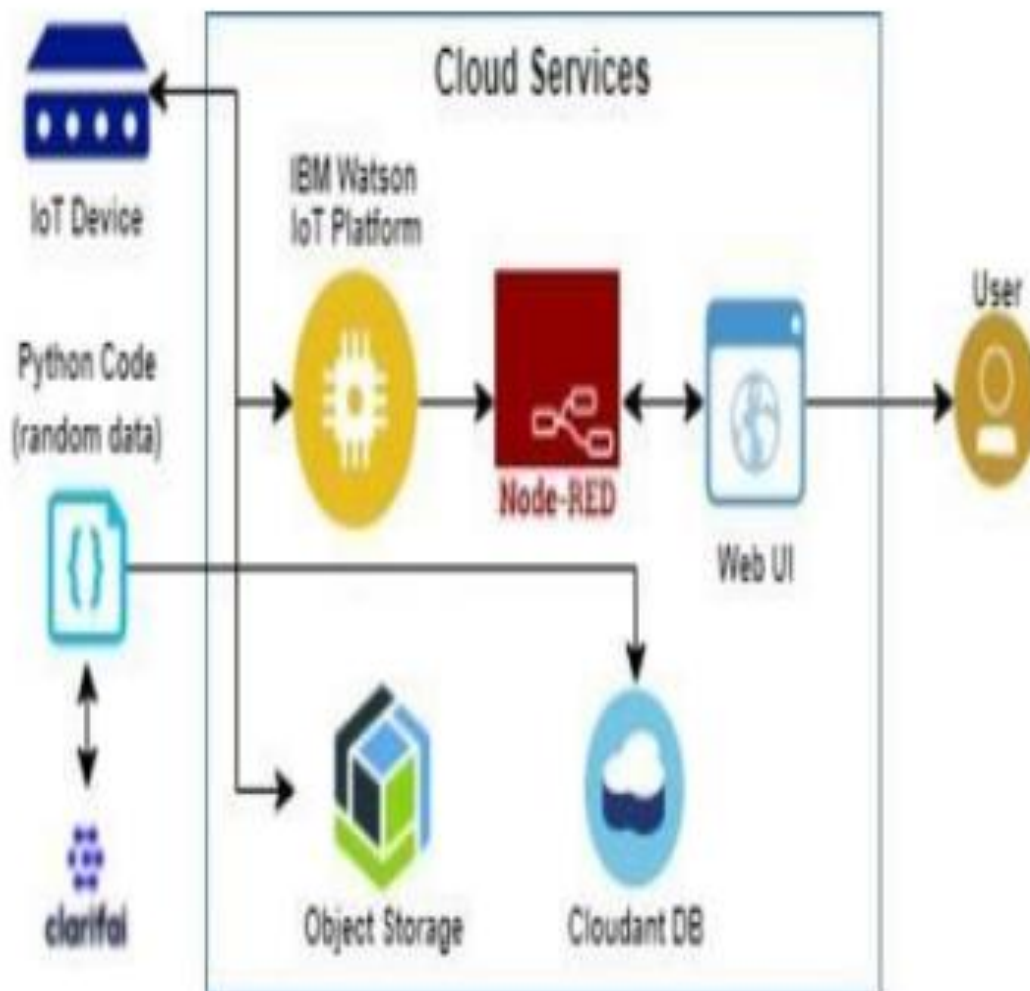 Cloud Services
IoT Device
IBM Watson
IoT Platform
User
Python Code
(random data)
Node-RED
Web UI
clarifai
Object Storage
Cloudant DB